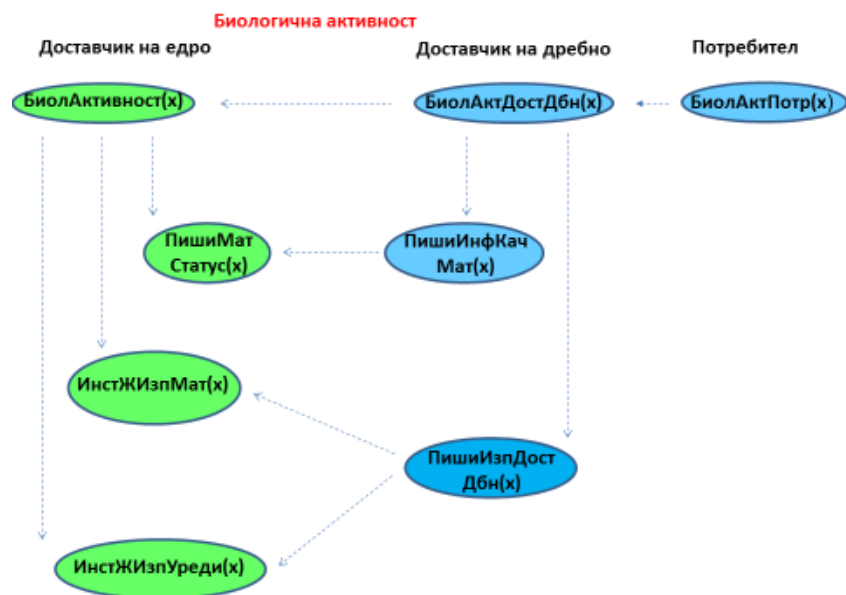 Биологична активност
Доставчик на едро
Доставчик на дребно
Потребител
БиолАктивност(х)
БиолАктДостДбн(х)
БиолАктПотр(х)
ПишиМат
Статус(х)
ПишиИнфКач
Мат(х)
ИнстЖИзпМат(х)
ПишиИзпДост
Дбн(х)
ИнстЖИзпУреди(х)